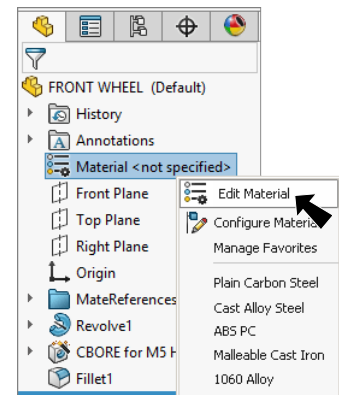 FRONT WHEEL (Default)
History
Annotations
Material <not specified>
Front Plane
Top Plane
Right Plane
Origin
MateReferences
Revolve1
CBORE for M5 H
Fillet1
Edit Material
Configure Material
Manage Favorites
Plain Carbon Steel
Cast Alloy Steel
ABS PC
Malleable Cast Iron
1060 Alloy